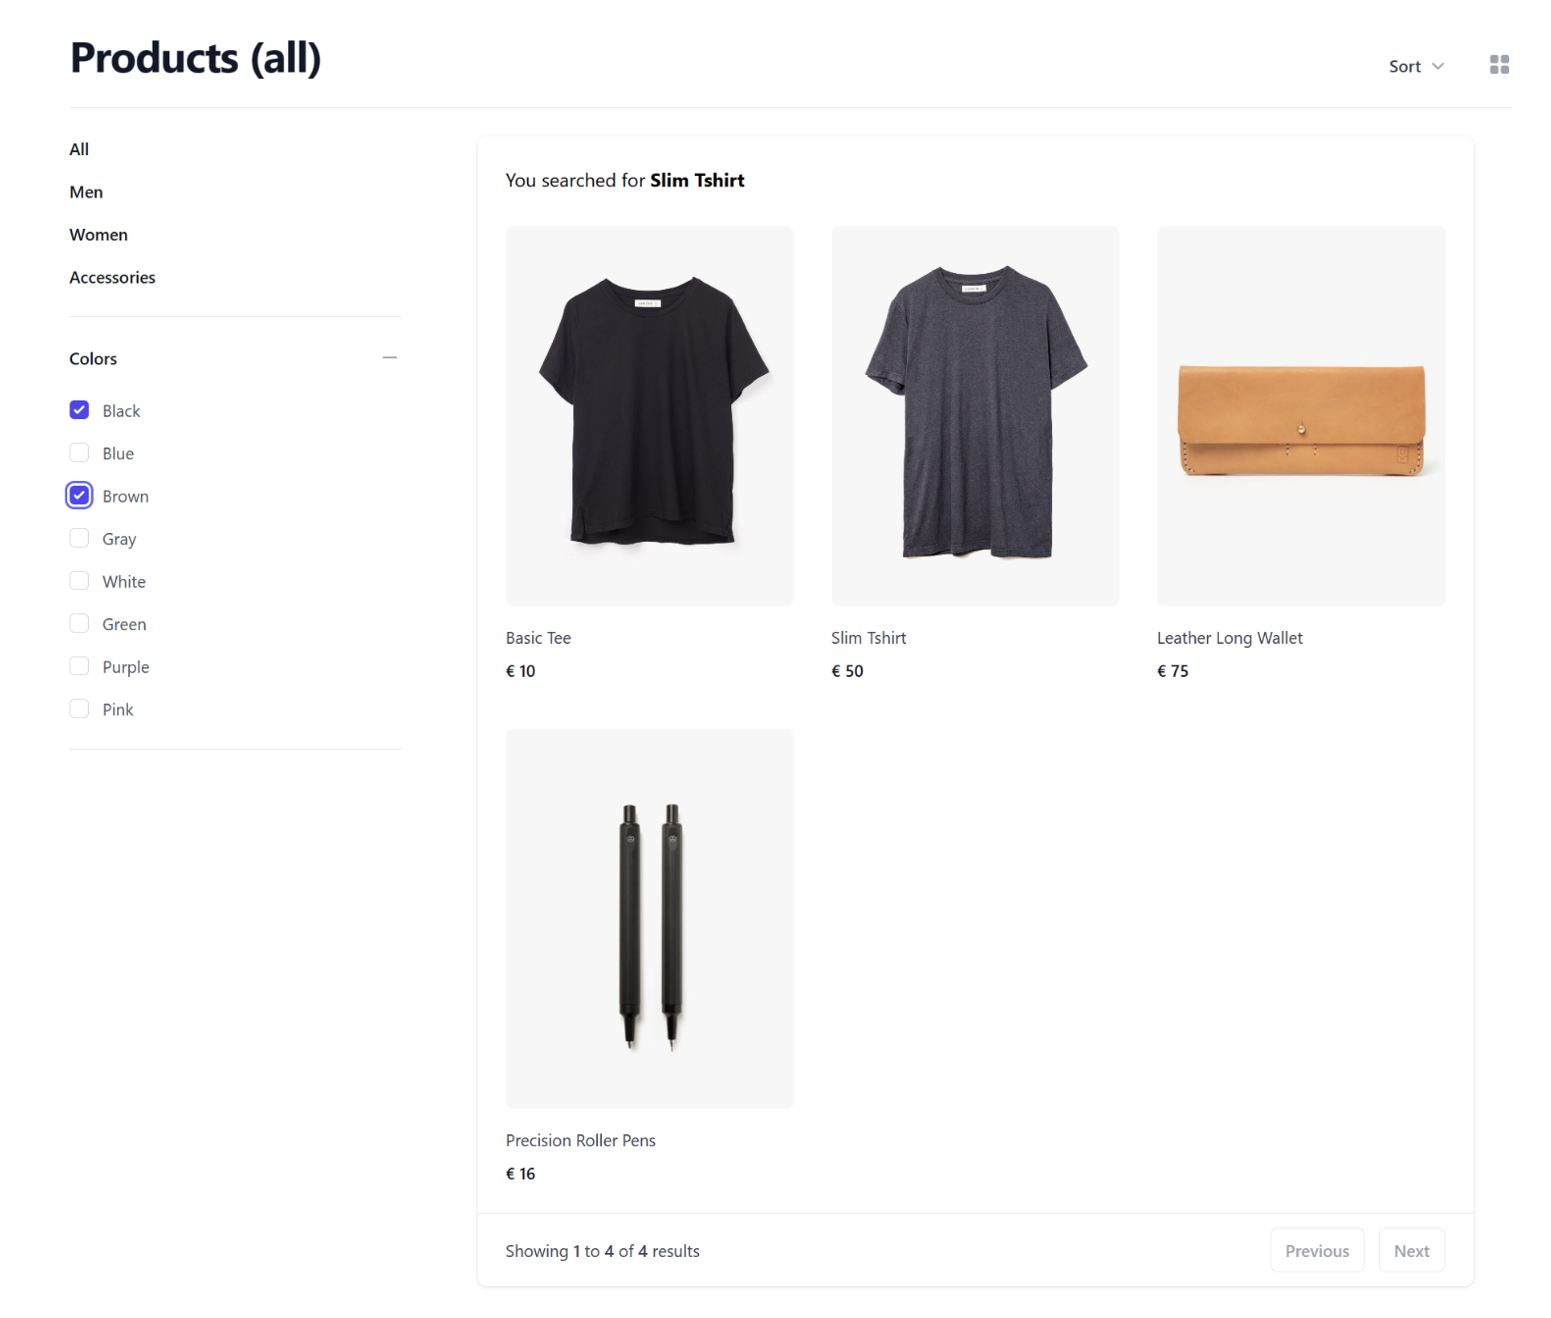 Products (all)
Sort
All
Men
Women
Accessories
Colors
Black
Blue
Brown
Gray
White
Green
Purple
Pink
You searched for Slim Tshirt
Basic Tee
€ 10
Slim Tshirt
€ 50
Leather Long Wallet
€ 75
Precision Roller Pens
€ 16
Showing 1 to 4 of 4 results
Previous
Next